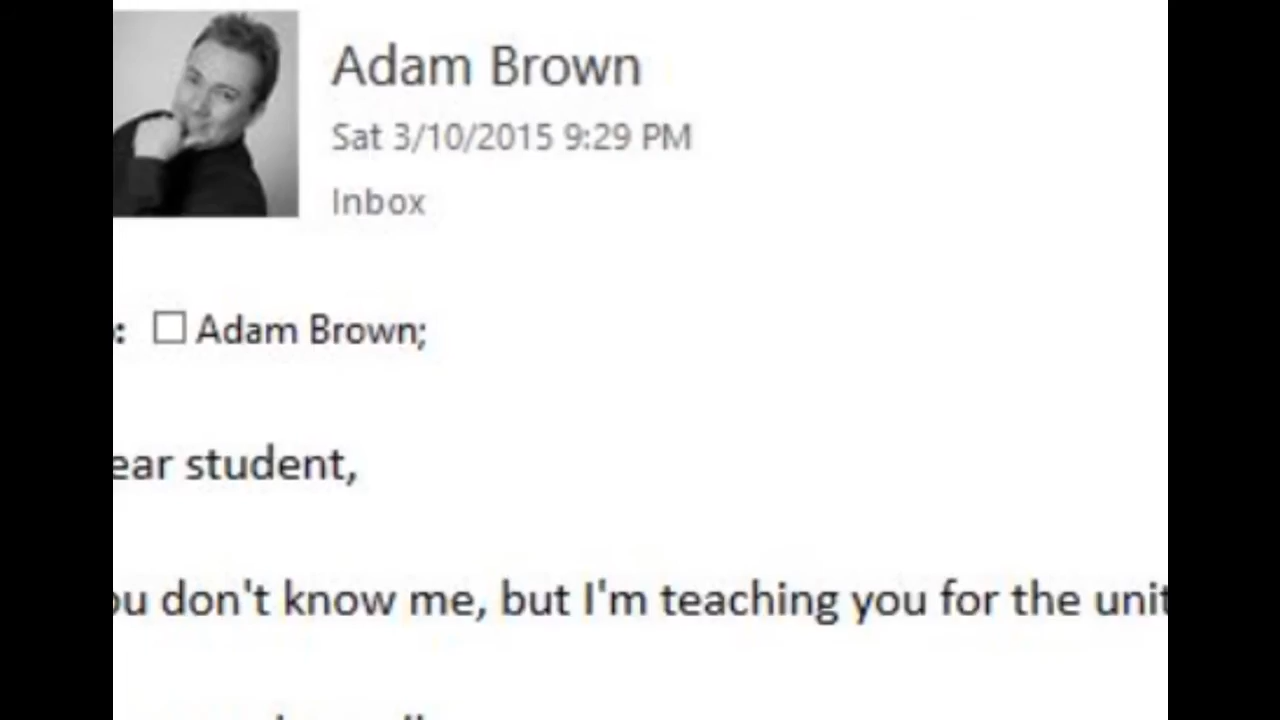 Adam Brown
Sat 3/10/2015 9:29 PM
Inbox
: Adam Brown;
ear student,
ou don't know me, but I'm teaching you for the unit